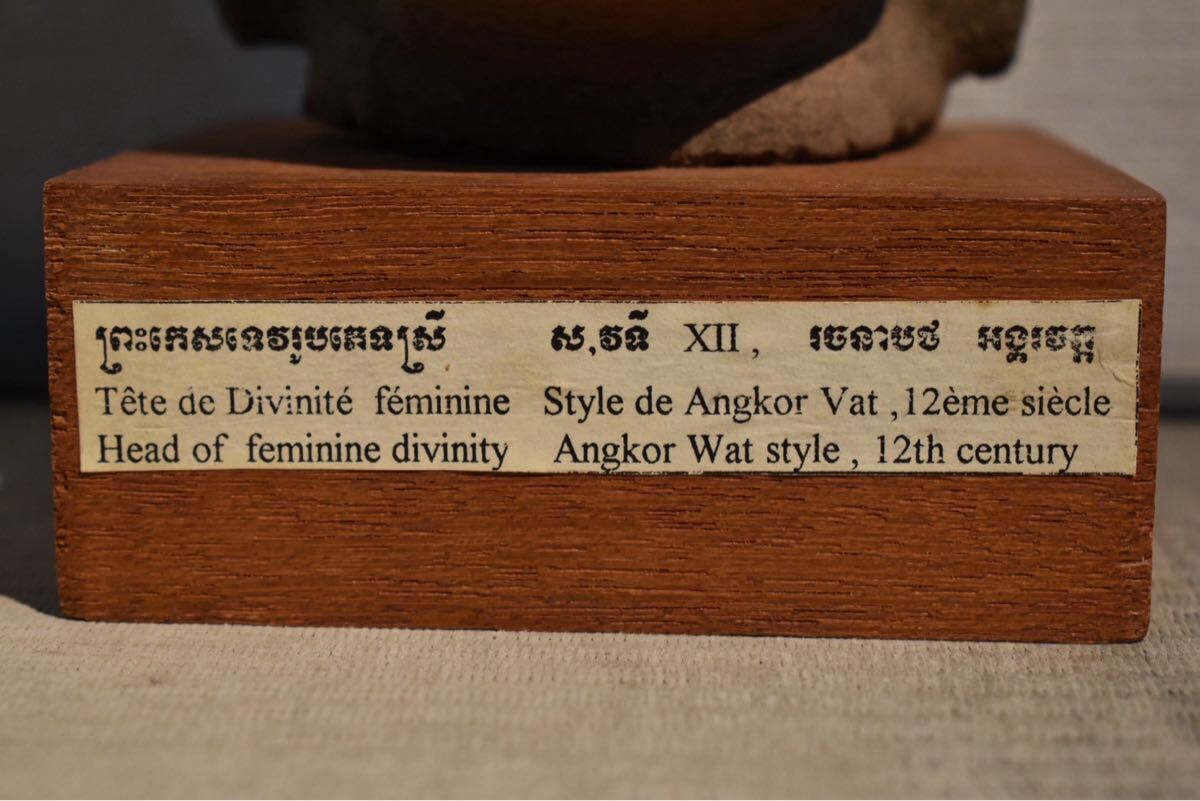 ព្រះកេសទេវរូបភេទស្រី ស,វទី XII, រចនាបថ អង្គរវត្ត
Tête de Divinité féminine Style de Angkor Vat ,12ème siècle
Head of feminine divinity Angkor Wat style , 12th century